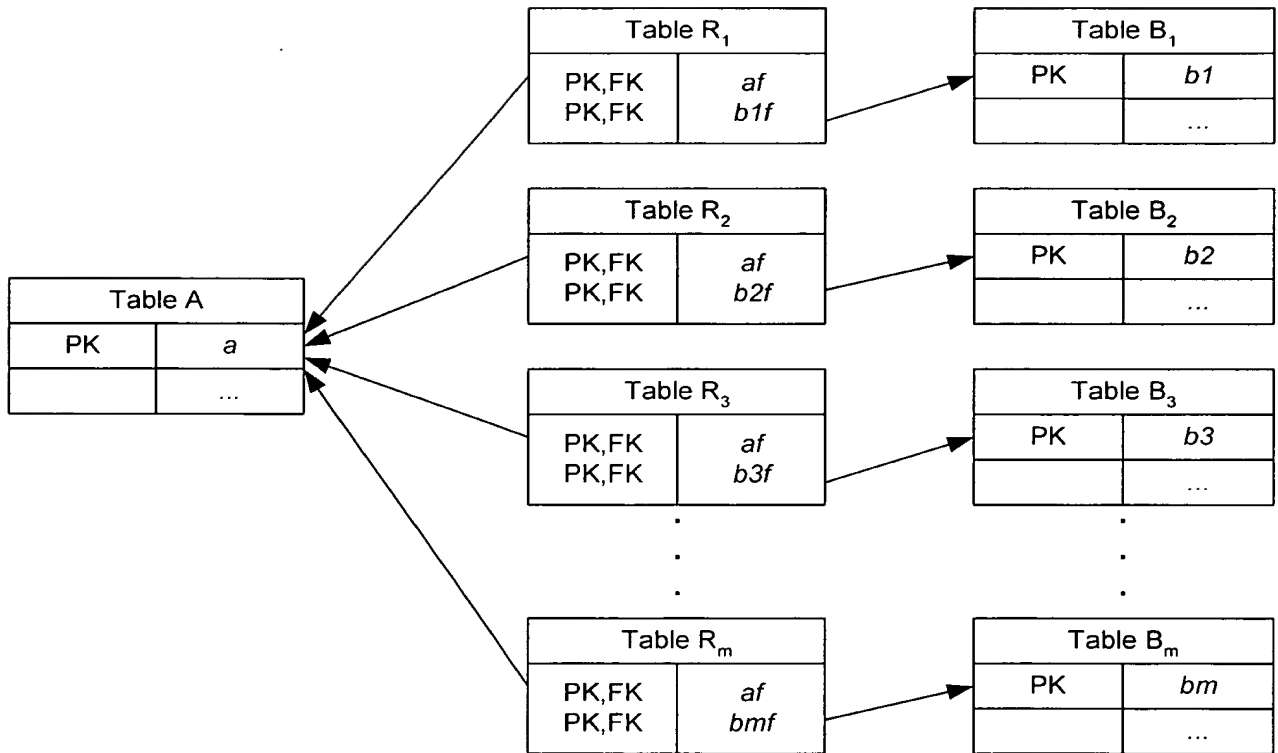 Table A
PK a
...
Table R1
PK,FK af
PK,FK b1f
Table B1
PK b1
...
Table R2
PK,FK af
PK,FK b2f
Table B2
PK b2
...
Table R3
PK,FK af
PK,FK b3f
Table B3
PK b3
...
Table Rm
PK,FK af
PK,FK bmf
Table Bm
PK bm
...